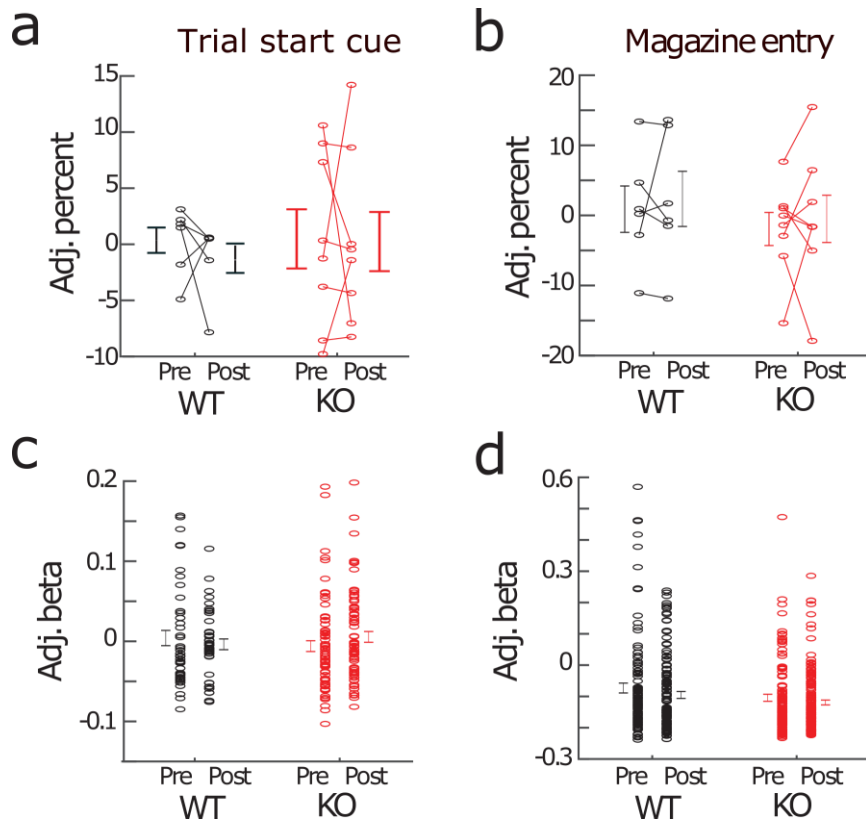 a
Trial start cue
Adj. percent
15
10
5
0
-5
-10
Pre Post
Pre Post
WT
KO
b
Magazine entry
Adj. percent
20
10
0
-10
-20
Pre Post
Pre Post
WT
KO
c
Adj. beta
0.2
0.1
0
-0.1
Pre Post
Pre Post
WT
KO
d
Adj. beta
0.6
0.3
0
-0.3
Pre Post
Pre Post
WT
KO